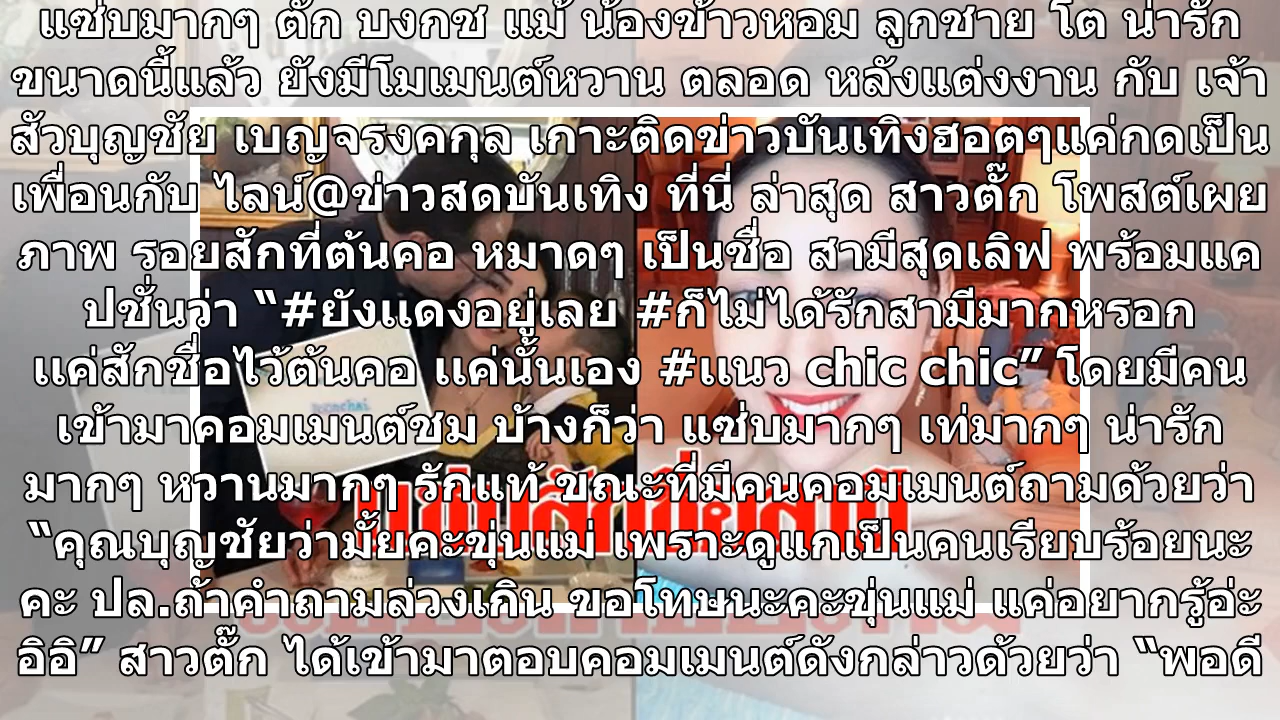 แซ่บมากๆ ตั๊ก บงกช แม้ น้องข้าวหอม ลูกชาย โต น่ารัก
ขนาดนี้แล้ว ยังมีโมเมนต์หวาน ตลอด หลังแต่งงาน กับ เจ้า
สัวบุญชัย เบญจรงคกุล เกาะติดข่าวบันเทิงฮอตๆแค่กดเป็น
เพื่อนกับ ไลน์@ข่าวสดบันเทิง ที่นี่ ล่าสุด สาวตั๊ก โพสต์เผย
ภาพ รอยสักที่ต้นคอ หมาดๆ เป็นชื่อ สามีสุดเลิฟ พร้อมแค
ปชั่นว่า “#ยังแดงอยู่เลย #ก็ไม่ได้รักสามีมากหรอก
แค่สักชื่อไว้ต้นคอ แค่นั้นเอง #แนว chic chic” โดยมีคน
เข้ามาคอมเมนต์ชม บ้างก็ว่า แซ่บมากๆ เท่มากๆ น่ารัก
มากๆ หวานมากๆ รักแท้ ขณะที่มีคนคอมเมนต์ถามด้วยว่า
“คุณบุญชัยว่ามั้ยคะขุ่นแม่ เพราะดูแกเป็นคนเรียบร้อยนะ
คะ ปล.ถ้าคำถามล่วงเกิน ขอโทษนะคะขุ่นแม่ แค่อยากรู้อ่ะ
อิอิ” สาวตั๊ก ได้เข้ามาตอบคอมเมนต์ดังกล่าวด้วยว่า “พอดี